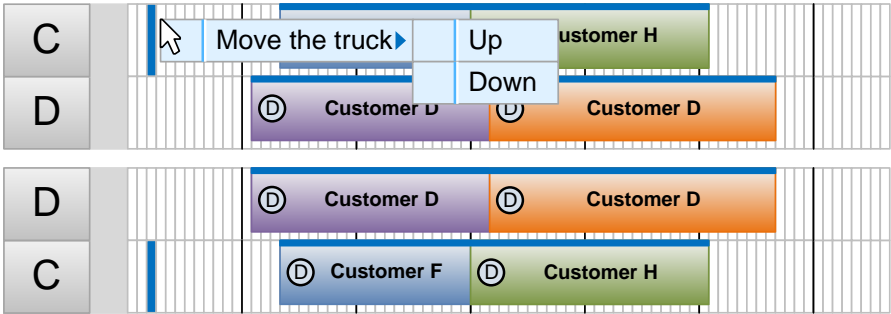 C Move the truck Up ustomer H
Down
D D Customer D D Customer D
D D Customer D D Customer D
C D Customer F D Customer H